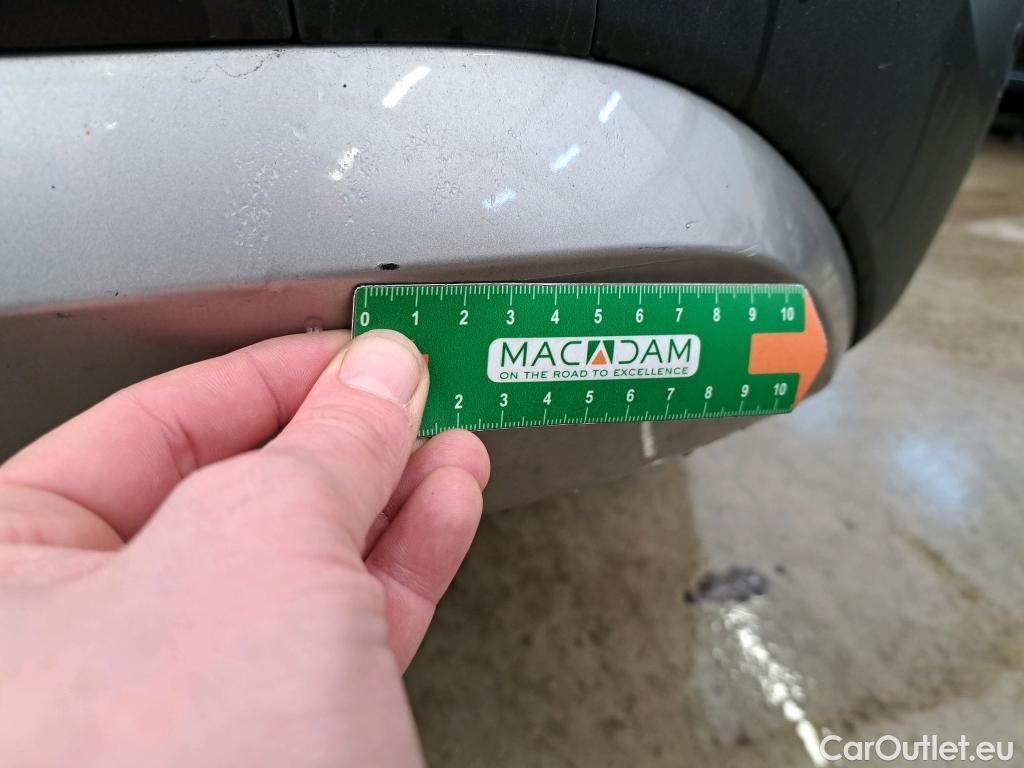 0 1 2 3 4 5 6 7 8 9 10
MACADAM
ON THE ROAD TO EXCELLENCE
2 3 4 5 6 7 8 9 10
CarOutlet.eu